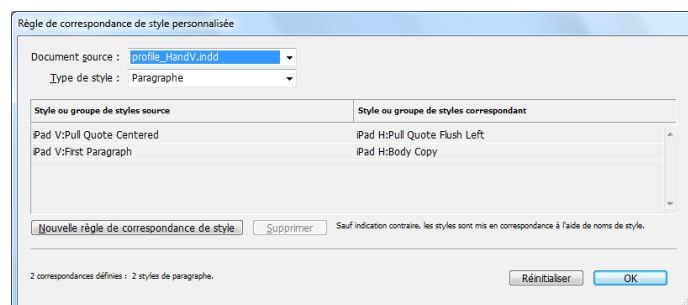 Règle de correspondance de style personnalisée
Document source : profile_HandV.indd
Type de style : Paragraphe
Style ou groupe de styles source Style ou groupe de styles correspondant
iPad V:Pull Quote Centered iPad H:Pull Quote Flush Left
iPad V:First Paragraph iPad H:Body Copy
Nouvelle règle de correspondance de style Supprimer Sauf indication contraire, les styles sont mis en correspondance à l'aide de noms de style.
2 correspondances définies : 2 styles de paragraphe. Réinitialiser OK